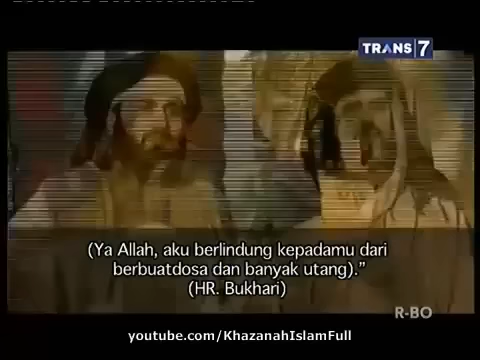 TRANS 7
(Ya Allah, aku berlindung kepadamu dari
berbuatdosa dan banyak utang)."
(HR. Bukhari)
R-BO
youtube.com/KhazanahIslamFull